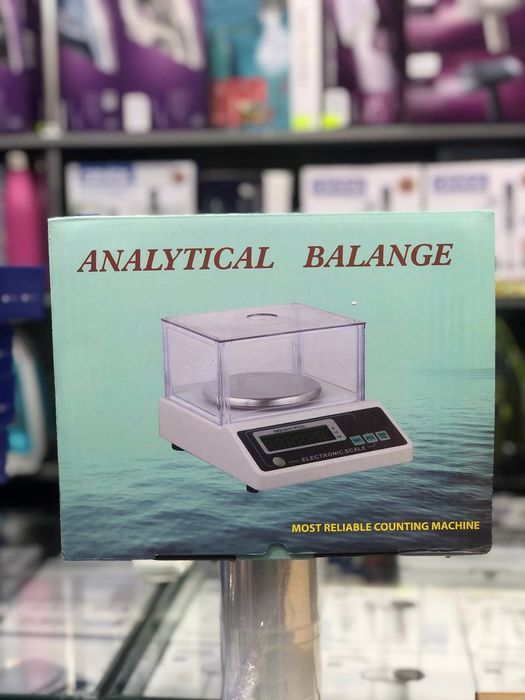 ANALYTICAL BALANGE
ELECTRONIC SCALE
MOST RELIABLE COUNTING MACHINE